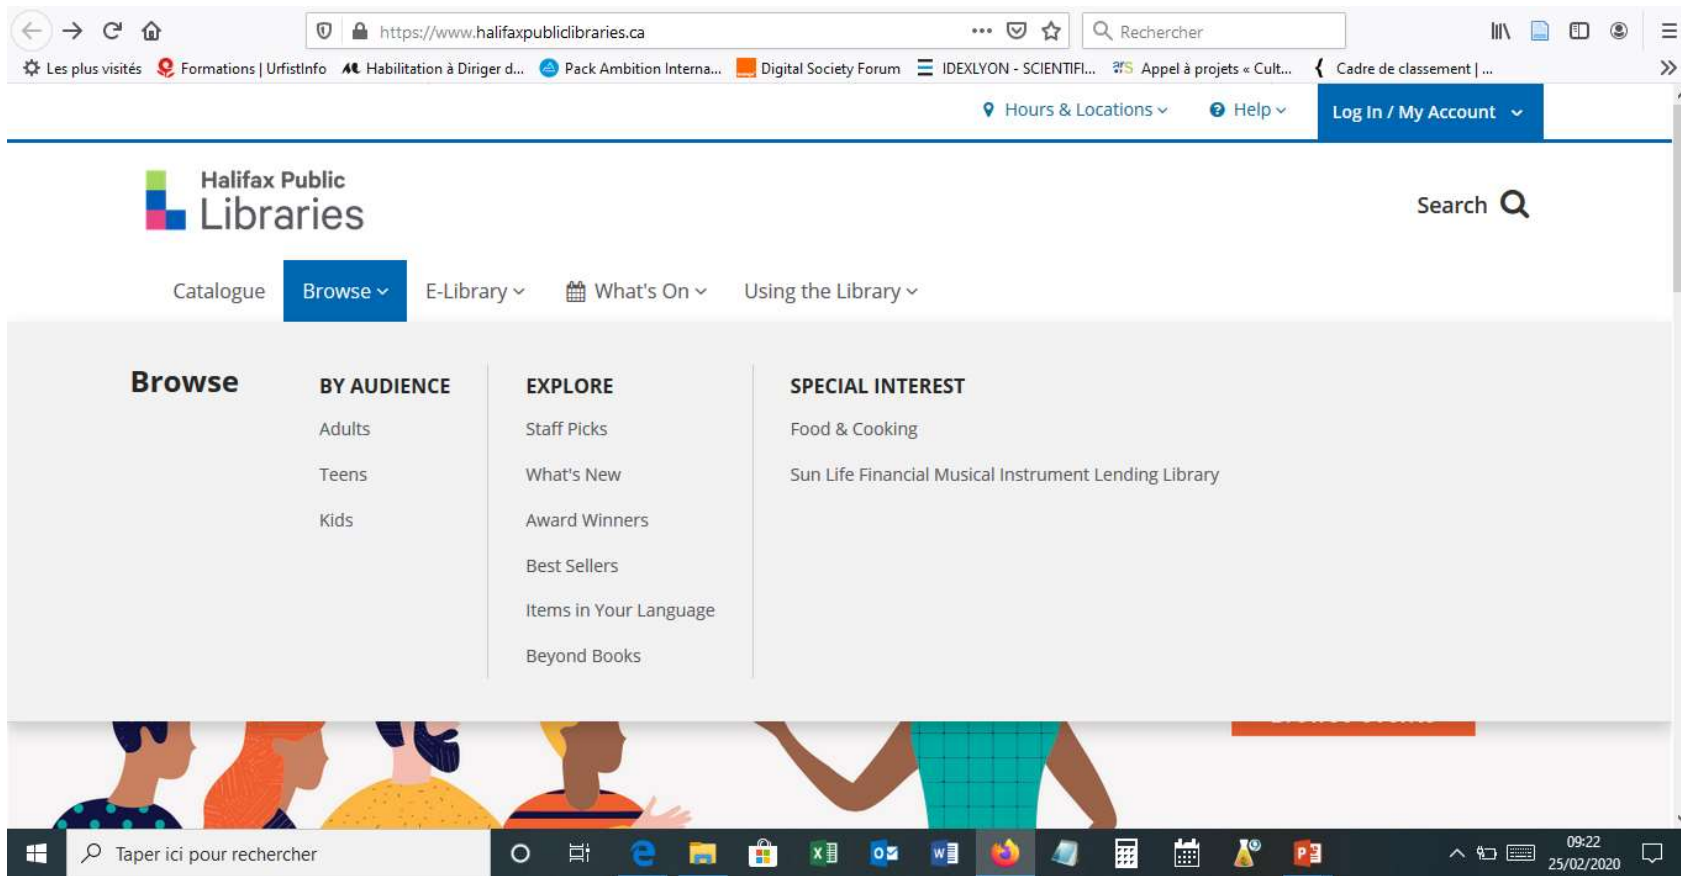 https://www.halifaxpubliclibraries.ca
Rechercher
Les plus visités Formations | UrfistInfo Habilitation à Diriger d... Pack Ambition Interna... Digital Society Forum IDEXLYON - SCIENTIFI... Appel à projets « Cult... Cadre de classement | ...
Hours & Locations Help Log In / My Account
Halifax Public
Libraries
Search
Catalogue Browse E-Library What's On Using the Library
Browse
BY AUDIENCE
Adults
Teens
Kids
EXPLORE
Staff Picks
What's New
Award Winners
Best Sellers
Items in Your Language
Beyond Books
SPECIAL INTEREST
Food & Cooking
Sun Life Financial Musical Instrument Lending Library
Taper ici pour rechercher
09:22
25/02/2020